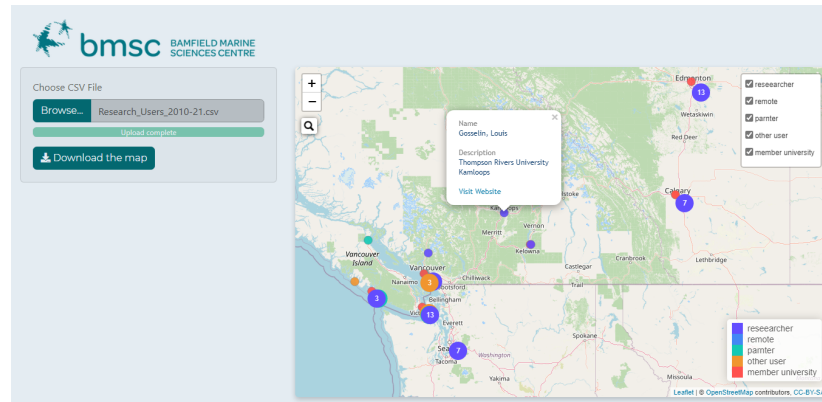 bmsc BAMFIELD MARINE
SCIENCES CENTRE
Choose CSV File
Browse... Research_Users_2010-21.csv
Upload complete
Download the map
+
−
Name
Gosselin, Louis
Description
Thompson Rivers University
Kamloops
Visit Website
×
Edmonton
13
Wetaskiwin
Red Deer
Calgary
7
Lethbridge
Cranbrook
Merritt
Vernon
Kelowna
Castlegar
Trail
Vancouver
Island
Vancouver
Chilliwack
Nanaimo
3
3
Bellingham
13
Everett
7
Tacoma
Washington
Yakima
Spokane
Missoula
reseearcher
remote
parnter
other user
member university
reseearcher
remote
parnter
other user
member university
Leaflet | © OpenStreetMap contributors, CC-BY-SA